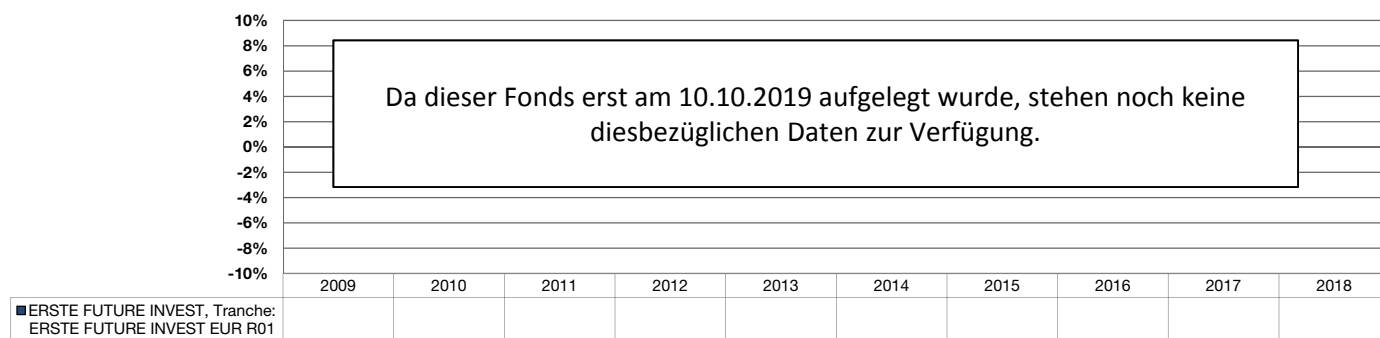 10%
8%
6%
4%
2%
0%
-2%
-4%
-6%
-8%
-10%
Da dieser Fonds erst am 10.10.2019 aufgelegt wurde, stehen noch keine
diesbezüglichen Daten zur Verfügung.
2009 2010 2011 2012 2013 2014 2015 2016 2017 2018
ERSTE FUTURE INVEST, Tranche:
ERSTE FUTURE INVEST EUR R01